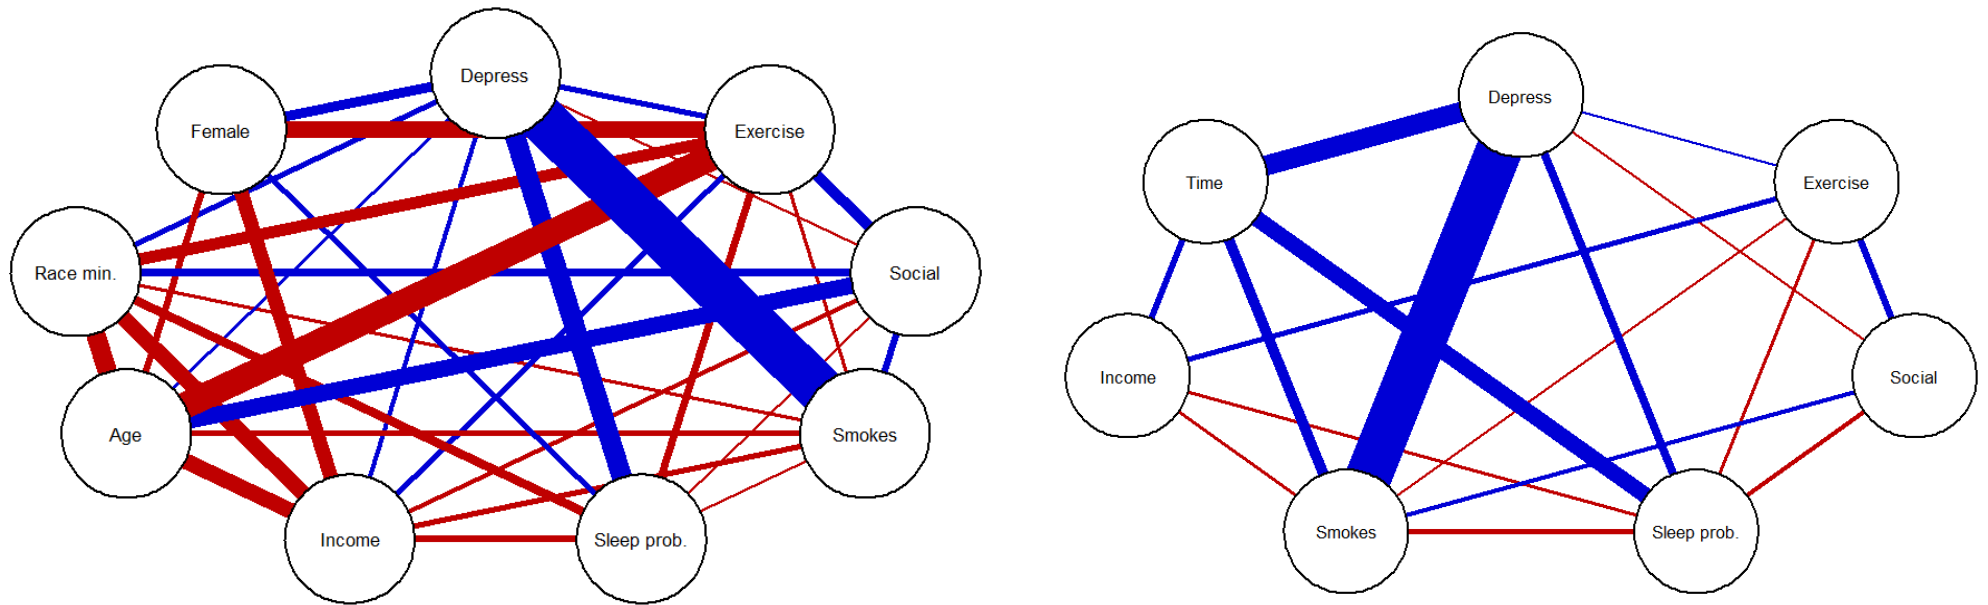 Depress
Female
Exercise
Race min.
Social
Age
Smokes
Income
Sleep prob.
Depress
Time
Exercise
Income
Social
Smokes
Sleep prob.